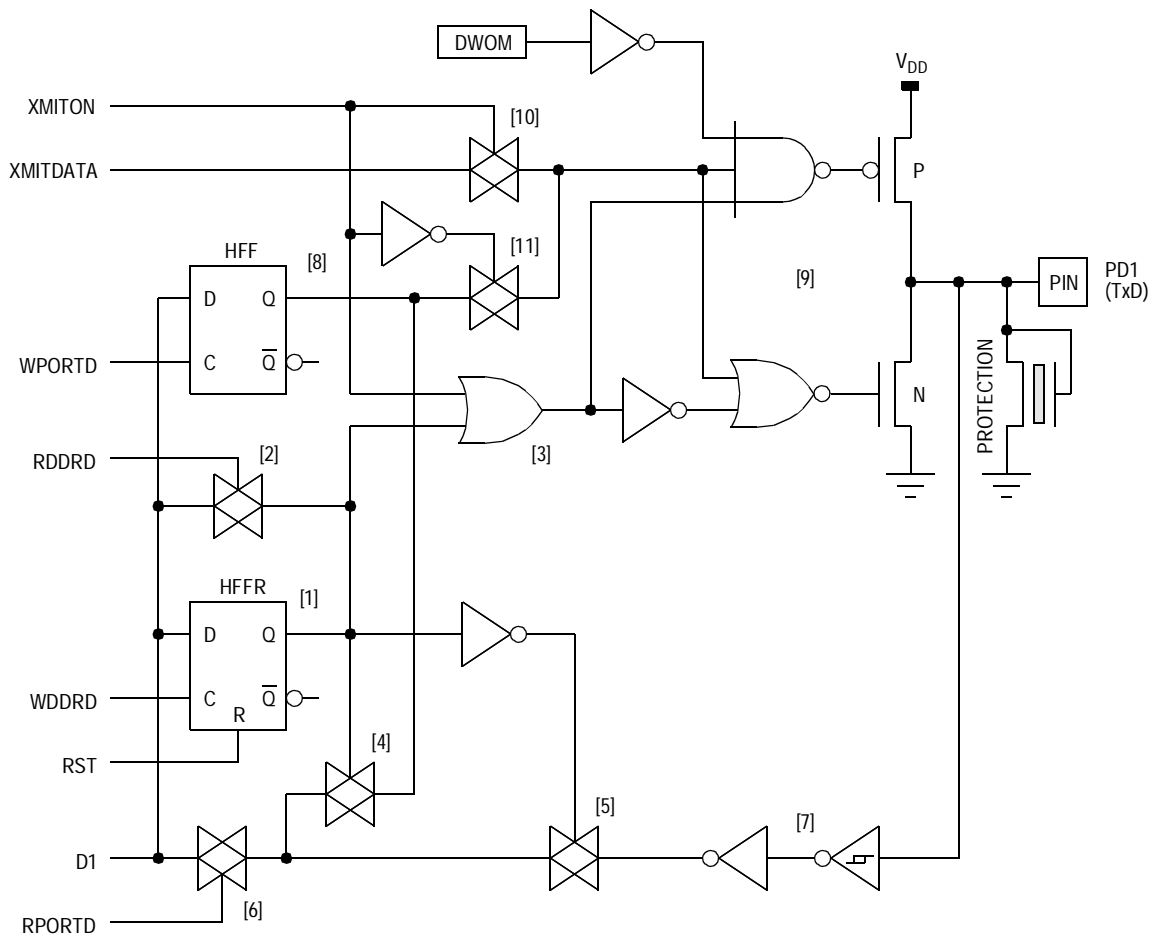 DWOM
V_DD
XMITON
[10]
XMITDATA
P
HFF
[8]
[11]
[9]
PIN
PD1
(TxD)
D
Q
WPORTD
C
Q̅
PROTECTION
N
RDDRD
[2]
[3]
HFFR
[1]
D
Q
WDDRD
C
Q̅
R
RST
[4]
[5]
[7]
D1
RPORTD
[6]